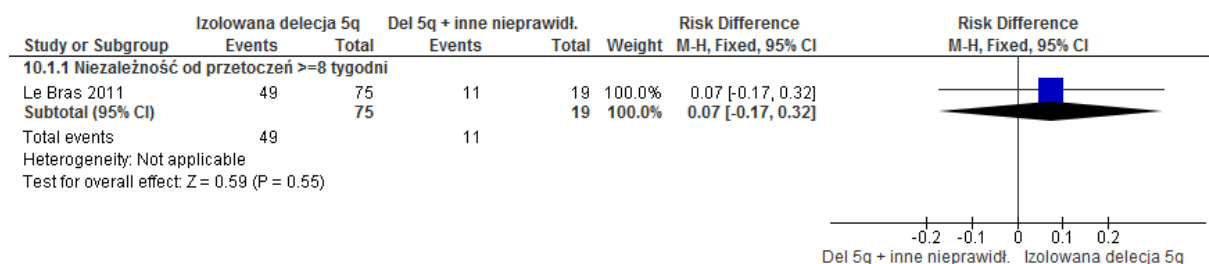 Izolowana delecja 5q Del 5q + inne nieprawidł. Risk Difference Risk Difference
Study or Subgroup Events Total Events Total Weight M-H, Fixed, 95% CI M-H, Fixed, 95% CI
10.1.1 Niezależność od przetoczeń >=8 tygodni
Le Bras 2011 49 75 11 19 100.0% 0.07 [-0.17, 0.32]
Subtotal (95% CI) 75 19 100.0% 0.07 [-0.17, 0.32]
Total events 49 11
Heterogeneity: Not applicable
Test for overall effect: Z = 0.59 (P = 0.55)
-0.2 -0.1 0 0.1 0.2
Del 5q + inne nieprawidł. Izolowana delecja 5q